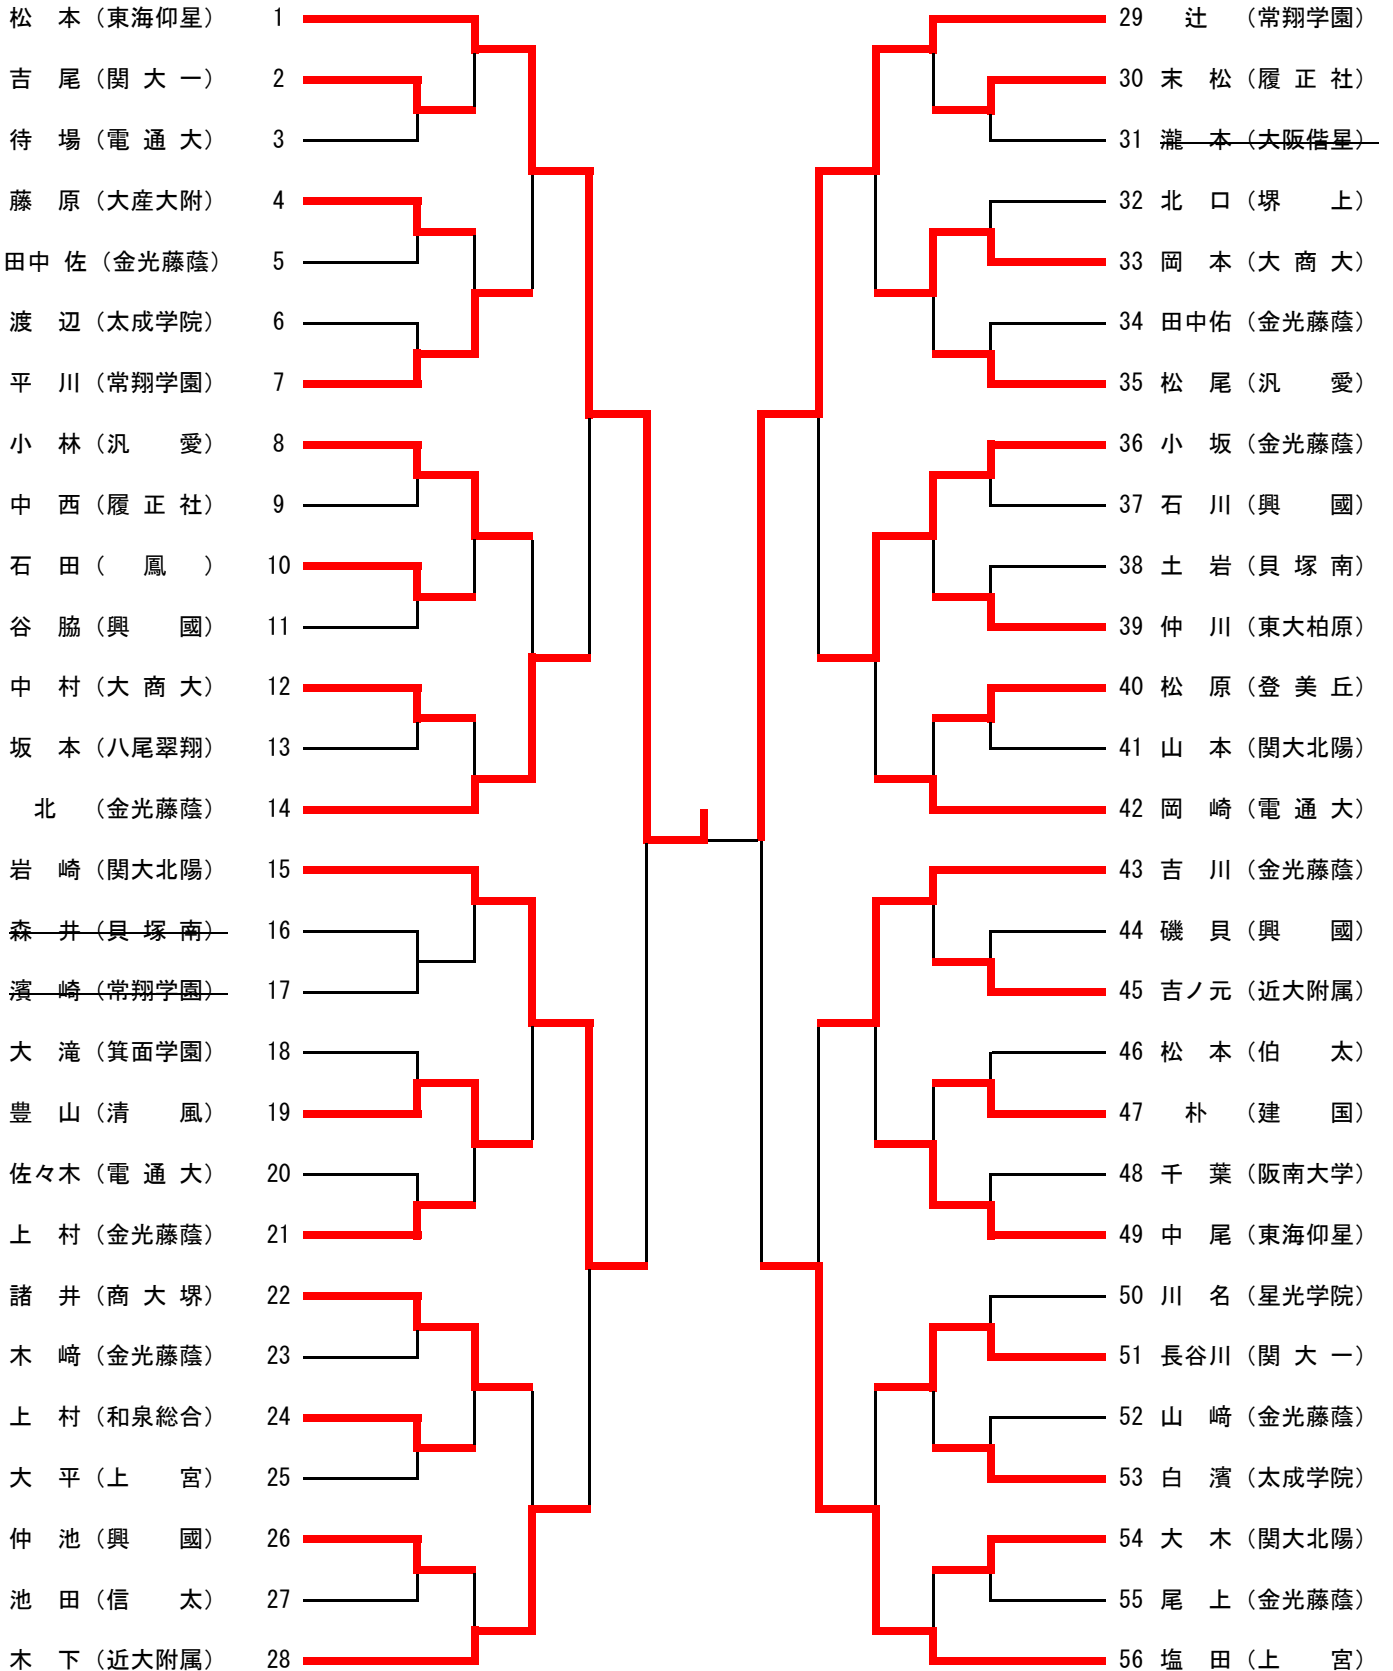 松 本（東海仰星） 1
吉 尾（関 大 一） 2
待 場（電 通 大） 3
藤 原（大産大附） 4
田中 佐（金光藤蔭） 5
渡 辺（太成学院） 6
平 川（常翔学園） 7
小 林（汎 愛） 8
中 西（履 正 社） 9
石 田（ 鳳 ） 10
谷 脇（興 國） 11
中 村（大 商 大） 12
坂 本（八尾翠翔） 13
北 （金光藤蔭） 14
岩 崎（関大北陽） 15
森 井（貝 塚 南） 16
濱 崎（常翔学園） 17
大 滝（箕面学園） 18
豊 山（清 風） 19
佐々木（電 通 大） 20
上 村（金光藤蔭） 21
諸 井（商 大 堺） 22
木 﨑（金光藤蔭） 23
上 村（和泉総合） 24
大 平（上 宮） 25
仲 池（興 國） 26
池 田（信 太） 27
木 下（近大附属） 28
29 辻 （常翔学園）
30 末 松（履 正 社）
31 瀧 本（大阪偕星）
32 北 口（堺 上）
33 岡 本（大 商 大）
34 田中佑（金光藤蔭）
35 松 尾（汎 愛）
36 小 坂（金光藤蔭）
37 石 川（興 國）
38 土 岩（貝 塚 南）
39 仲 川（東大柏原）
40 松 原（登 美 丘）
41 山 本（関大北陽）
42 岡 崎（電 通 大）
43 吉 川（金光藤蔭）
44 磯 貝（興 國）
45 吉ノ元（近大附属）
46 松 本（伯 太）
47 朴 （建 国）
48 千 葉（阪南大学）
49 中 尾（東海仰星）
50 川 名（星光学院）
51 長谷川（関 大 一）
52 山 﨑（金光藤蔭）
53 白 濱（太成学院）
54 大 木（関大北陽）
55 尾 上（金光藤蔭）
56 塩 田（上 宮）